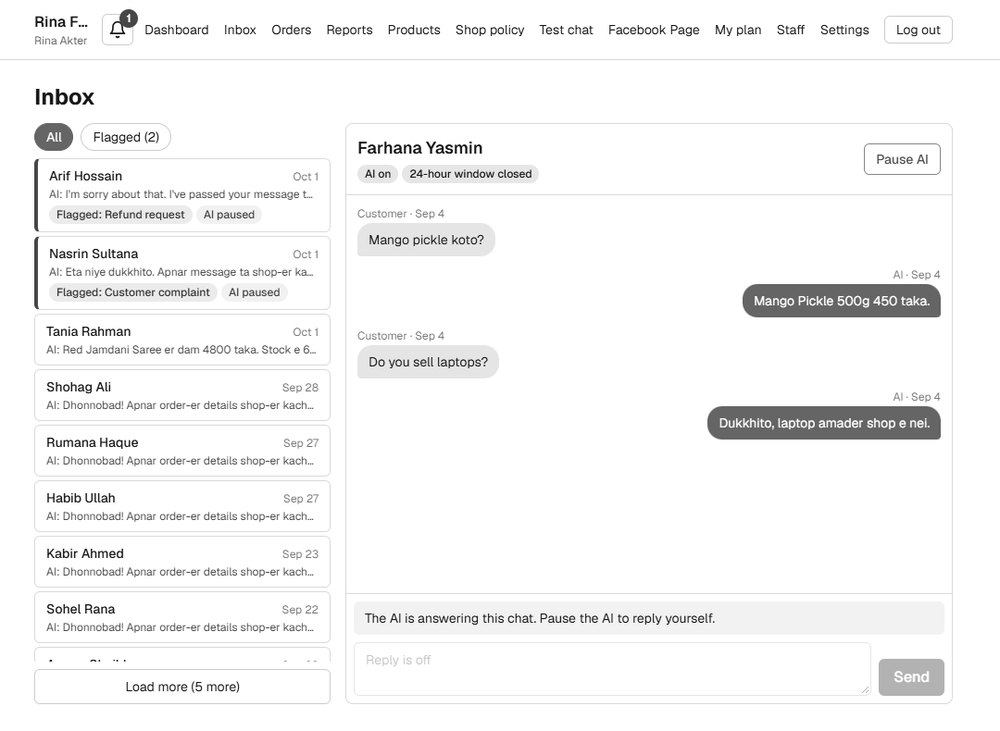 Rina F...
Rina Akter
1
Dashboard
Inbox
Orders
Reports
Products
Shop policy
Test chat
Facebook Page
My plan
Staff
Settings
Log out
Inbox
All
Flagged (2)
Arif Hossain
Oct 1
AI: I'm sorry about that. I've passed your message t...
Flagged: Refund request
AI paused
Nasrin Sultana
Oct 1
AI: Eta niye dukkhito. Apnar message ta shop-er ka...
Flagged: Customer complaint
AI paused
Tania Rahman
Oct 1
AI: Red Jamdani Saree er dam 4800 taka. Stock e 6...
Shohag Ali
Sep 28
AI: Dhonnobad! Apnar order-er details shop-er kach...
Rumana Haque
Sep 27
AI: Dhonnobad! Apnar order-er details shop-er kach...
Habib Ullah
Sep 27
AI: Dhonnobad! Apnar order-er details shop-er kach...
Kabir Ahmed
Sep 23
AI: Dhonnobad! Apnar order-er details shop-er kach...
Sohel Rana
Sep 22
AI: Dhonnobad! Apnar order-er details shop-er kach...
Load more (5 more)
Farhana Yasmin
AI on
24-hour window closed
Pause AI
Customer · Sep 4
Mango pickle koto?
AI · Sep 4
Mango Pickle 500g 450 taka.
Customer · Sep 4
Do you sell laptops?
AI · Sep 4
Dukkhito, laptop amader shop e nei.
The AI is answering this chat. Pause the AI to reply yourself.
Reply is off
Send